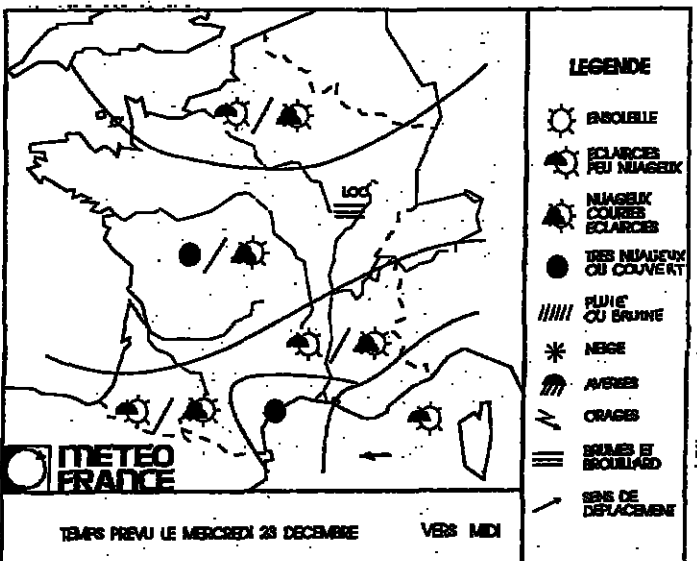 LOC
METEO
FRANCE
TEMPS PREVU LE MERCREDI 23 DECEMBRE VERS MIDI
LEGENDE
ENSOLEILLE
ECLAIRCIES
PEU NUAGEUX
NUAGEUX
COURTES
ECLAIRCIES
TRES NUAGEUX
OU COUVERT
PLUIE
OU BRUINE
NEIGE
AVERSES
ORAGES
BRUMES ET
BROUILLARD
SENS DE
DEPLACEMENT